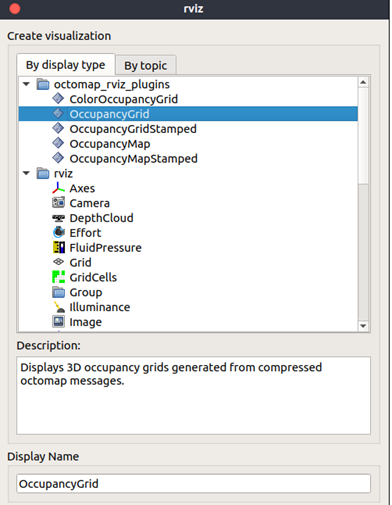 rviz
Create visualization
By display type
By topic
octomap_rviz_plugins
ColorOccupancyGrid
OccupancyGrid
OccupancyGridStamped
OccupancyMap
OccupancyMapStamped
rviz
Axes
Camera
DepthCloud
Effort
FluidPressure
Grid
GridCells
Group
Illuminance
Image
Description:
Displays 3D occupancy grids generated from compressed
octomap messages.
Display Name
OccupancyGrid